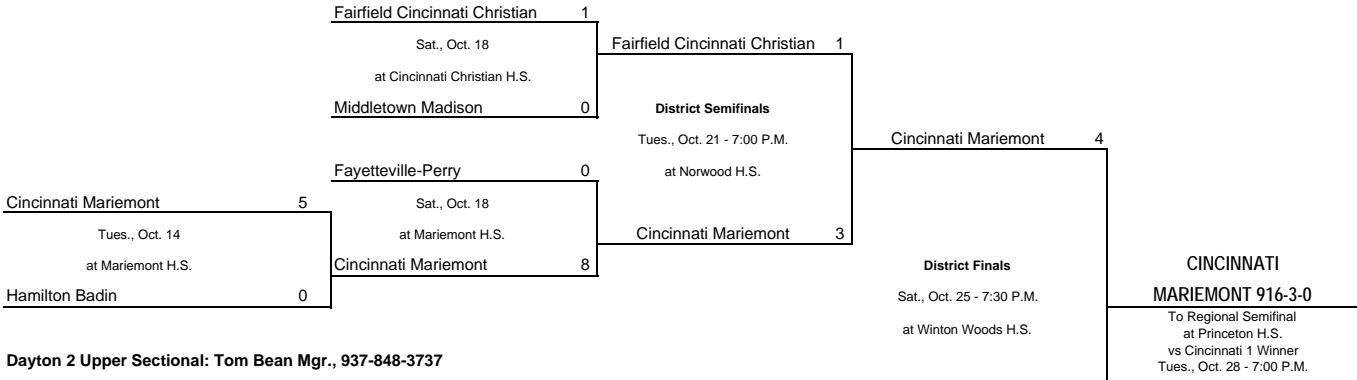 Fairfield Cincinnati Christian 1
Sat., Oct. 18
at Cincinnati Christian H.S.
Middletown Madison 0
Fairfield Cincinnati Christian 1
District Semifinals
Tues., Oct. 21 - 7:00 P.M.
at Norwood H.S.
Cincinnati Mariemont 4
Fayetteville-Perry 0
Sat., Oct. 18
at Mariemont H.S.
Cincinnati Mariemont 8
Cincinnati Mariemont 5
Tues., Oct. 14
at Mariemont H.S.
Hamilton Badin 0
Cincinnati Mariemont 3
District Finals
Sat., Oct. 25 - 7:30 P.M.
at Winton Woods H.S.
CINCINNATI
MARIEMONT 916-3-0
To Regional Semifinal
at Princeton H.S.
vs Cincinnati 1 Winner
Tues., Oct. 28 - 7:00 P.M.
Dayton 2 Upper Sectional: Tom Bean Mgr., 937-848-3737